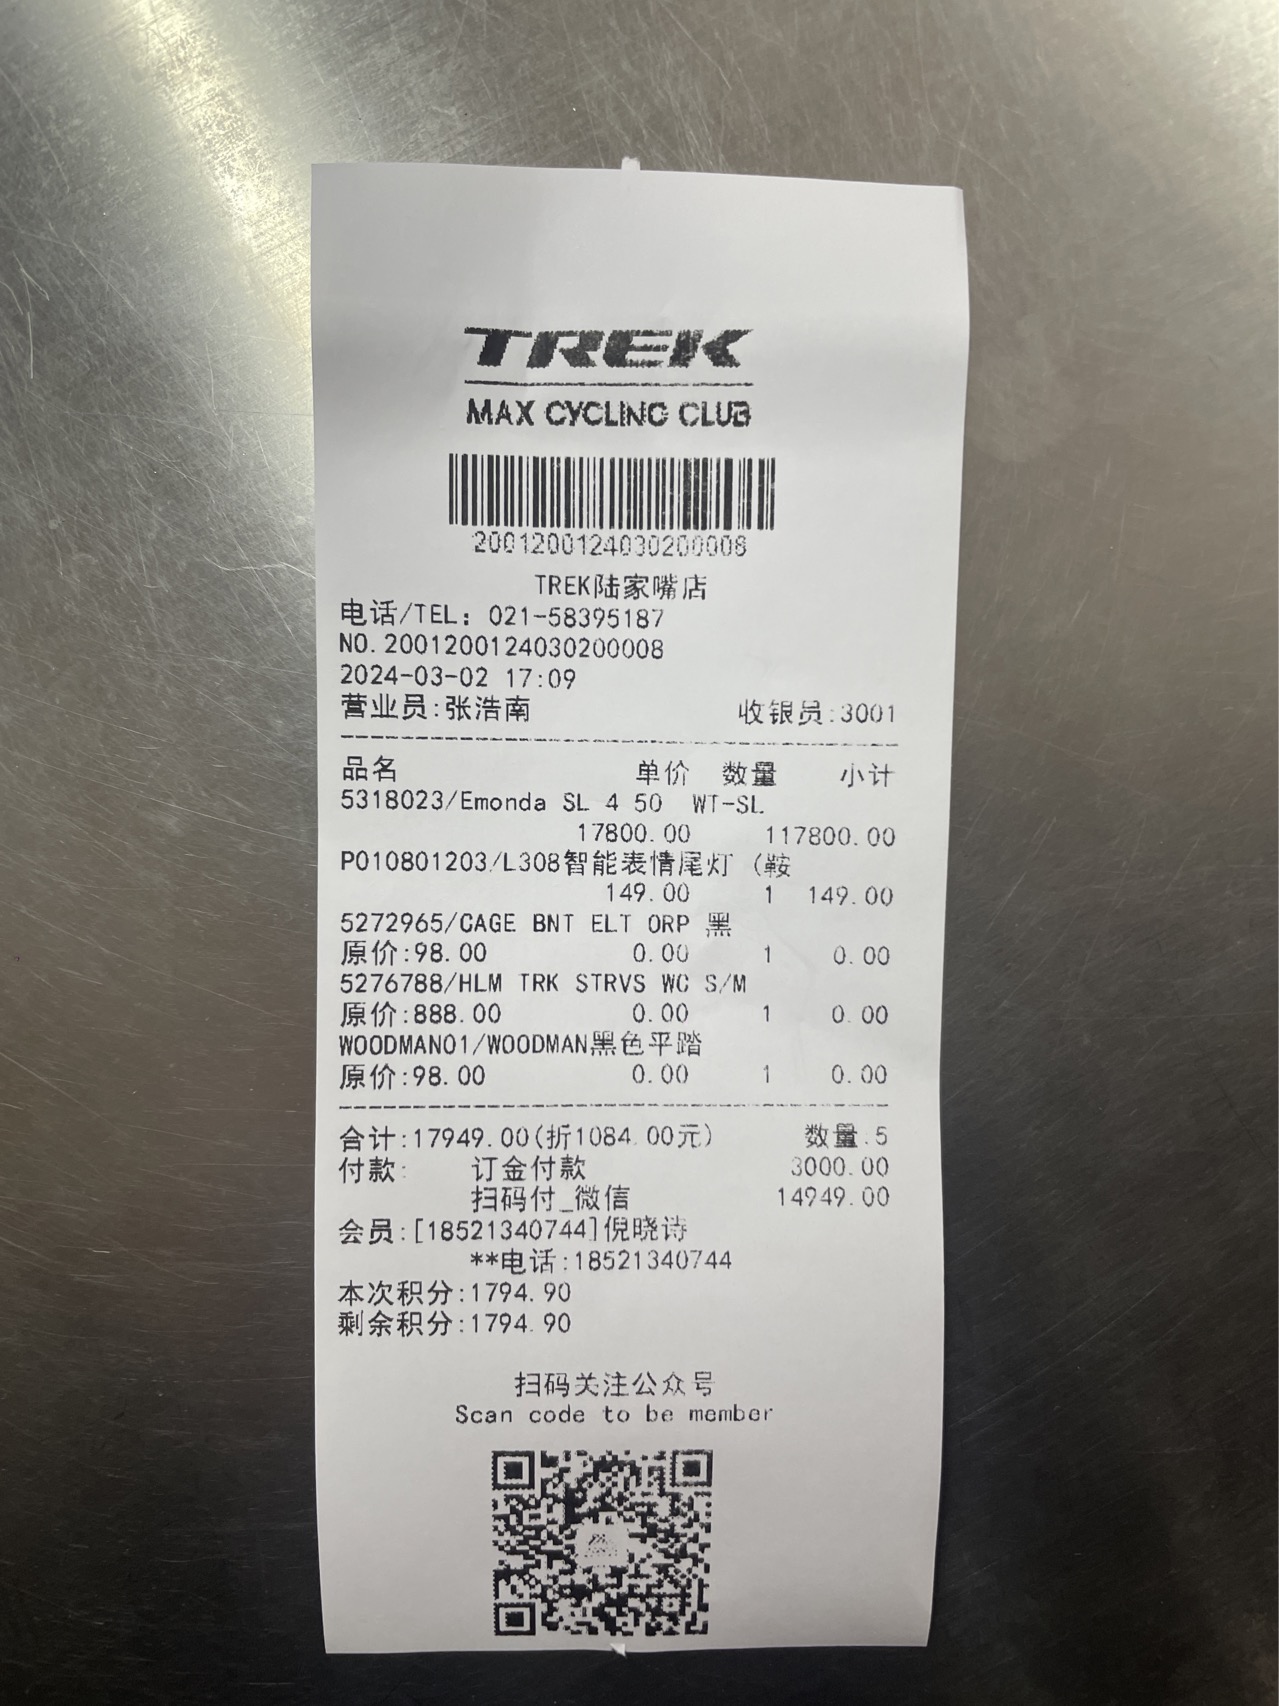 TREK
MAX CYCLING CLUB
2001200124030200008
TREK陆家嘴店
电话/TEL: 021-58395187
NO.2001200124030200008
2024-03-02 17:09
营业员:张浩南 收银员:3001
品名 单价 数量 小计
5318023/Emonda SL 4 50 WT-SL
17800.00 117800.00
P010801203/L308智能表情尾灯 (鞍
149.00 1 149.00
5272965/CAGE BNT ELT ORP 黑
原价:98.00 0.00 1 0.00
5276788/HLM TRK STRVS WC S/M
原价:888.00 0.00 1 0.00
WOODMAN01/WOODMAN黑色平踏
原价:98.00 0.00 1 0.00
合计:17949.00(折1084.00元) 数量:5
付款: 订金付款 3000.00
扫码付_微信 14949.00
会员:[18521340744]倪晓诗
**电话:18521340744
本次积分:1794.90
剩余积分:1794.90
扫码关注公众号
Scan code to be member